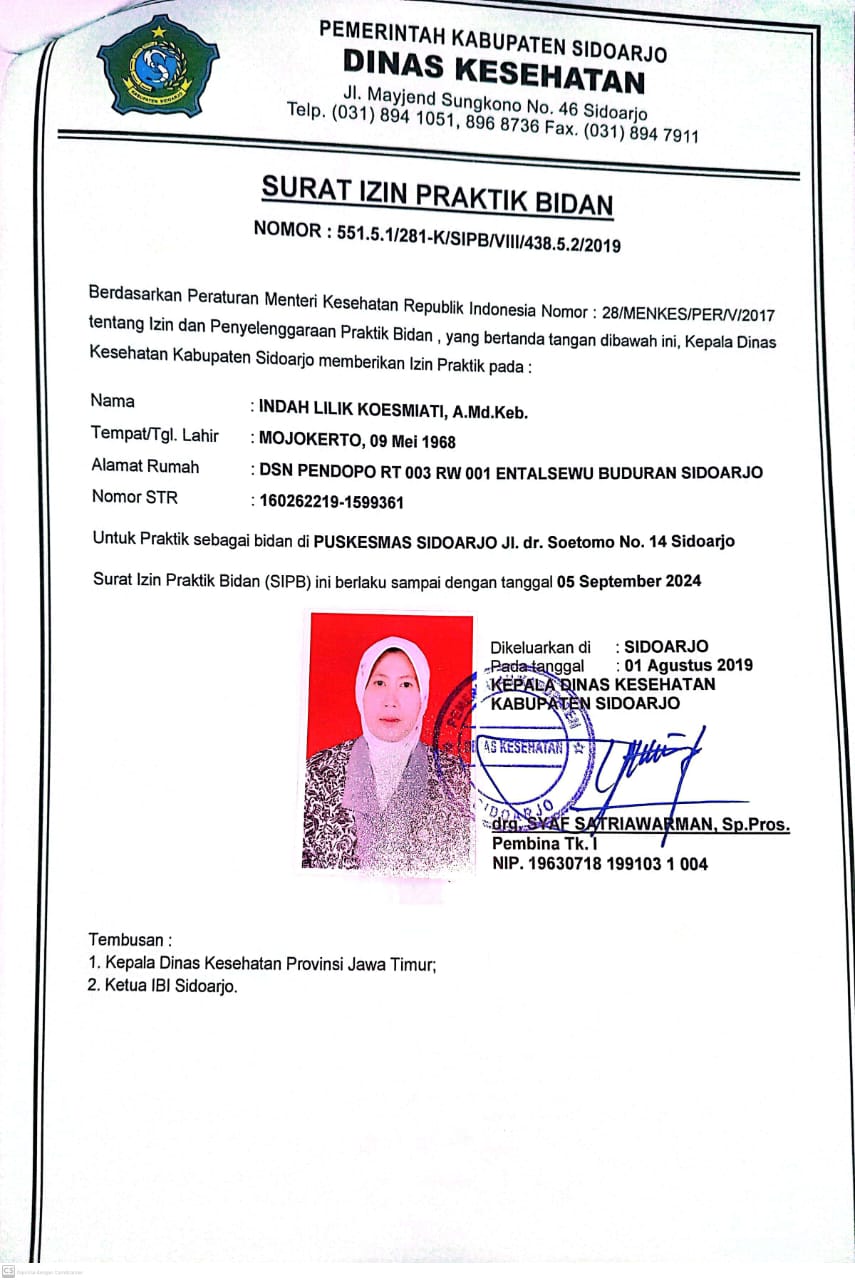 PEMERINTAH KABUPATEN SIDOARJO
DINAS KESEHATAN
Jl. Mayjend Sungkono No. 46 Sidoarjo
Telp. (031) 894 1051, 896 8736 Fax. (031) 894 7911
KABUPATEN SIDOARJO
SURAT IZIN PRAKTIK BIDAN
NOMOR : 551.5.1/281-K/SIPB/VIII/438.5.2/2019
Berdasarkan Peraturan Menteri Kesehatan Republik Indonesia Nomor : 28/MENKES/PER/V/2017
tentang Izin dan Penyelenggaraan Praktik Bidan , yang bertanda tangan dibawah ini, Kepala Dinas
Kesehatan Kabupaten Sidoarjo memberikan Izin Praktik pada :
Nama : INDAH LILIK KOESMIATI, A.Md.Keb.
Tempat/Tgl. Lahir : MOJOKERTO, 09 Mei 1968
Alamat Rumah : DSN PENDOPO RT 003 RW 001 ENTALSEWU BUDURAN SIDOARJO
Nomor STR : 160262219-1599361
Untuk Praktik sebagai bidan di PUSKESMAS SIDOARJO Jl. dr. Soetomo No. 14 Sidoarjo
Surat Izin Praktik Bidan (SIPB) ini berlaku sampai dengan tanggal 05 September 2024
Dikeluarkan di : SIDOARJO
Pada tanggal : 01 Agustus 2019
KEPALA DINAS KESEHATAN
KABUPATEN SIDOARJO
AS KESEHATAN
SIDOARJO
drg. SYAF SATRIAWARMAN, Sp.Pros.
Pembina Tk. I
NIP. 19630718 199103 1 004
Tembusan :
1. Kepala Dinas Kesehatan Provinsi Jawa Timur;
2. Ketua IBI Sidoarjo.
CS